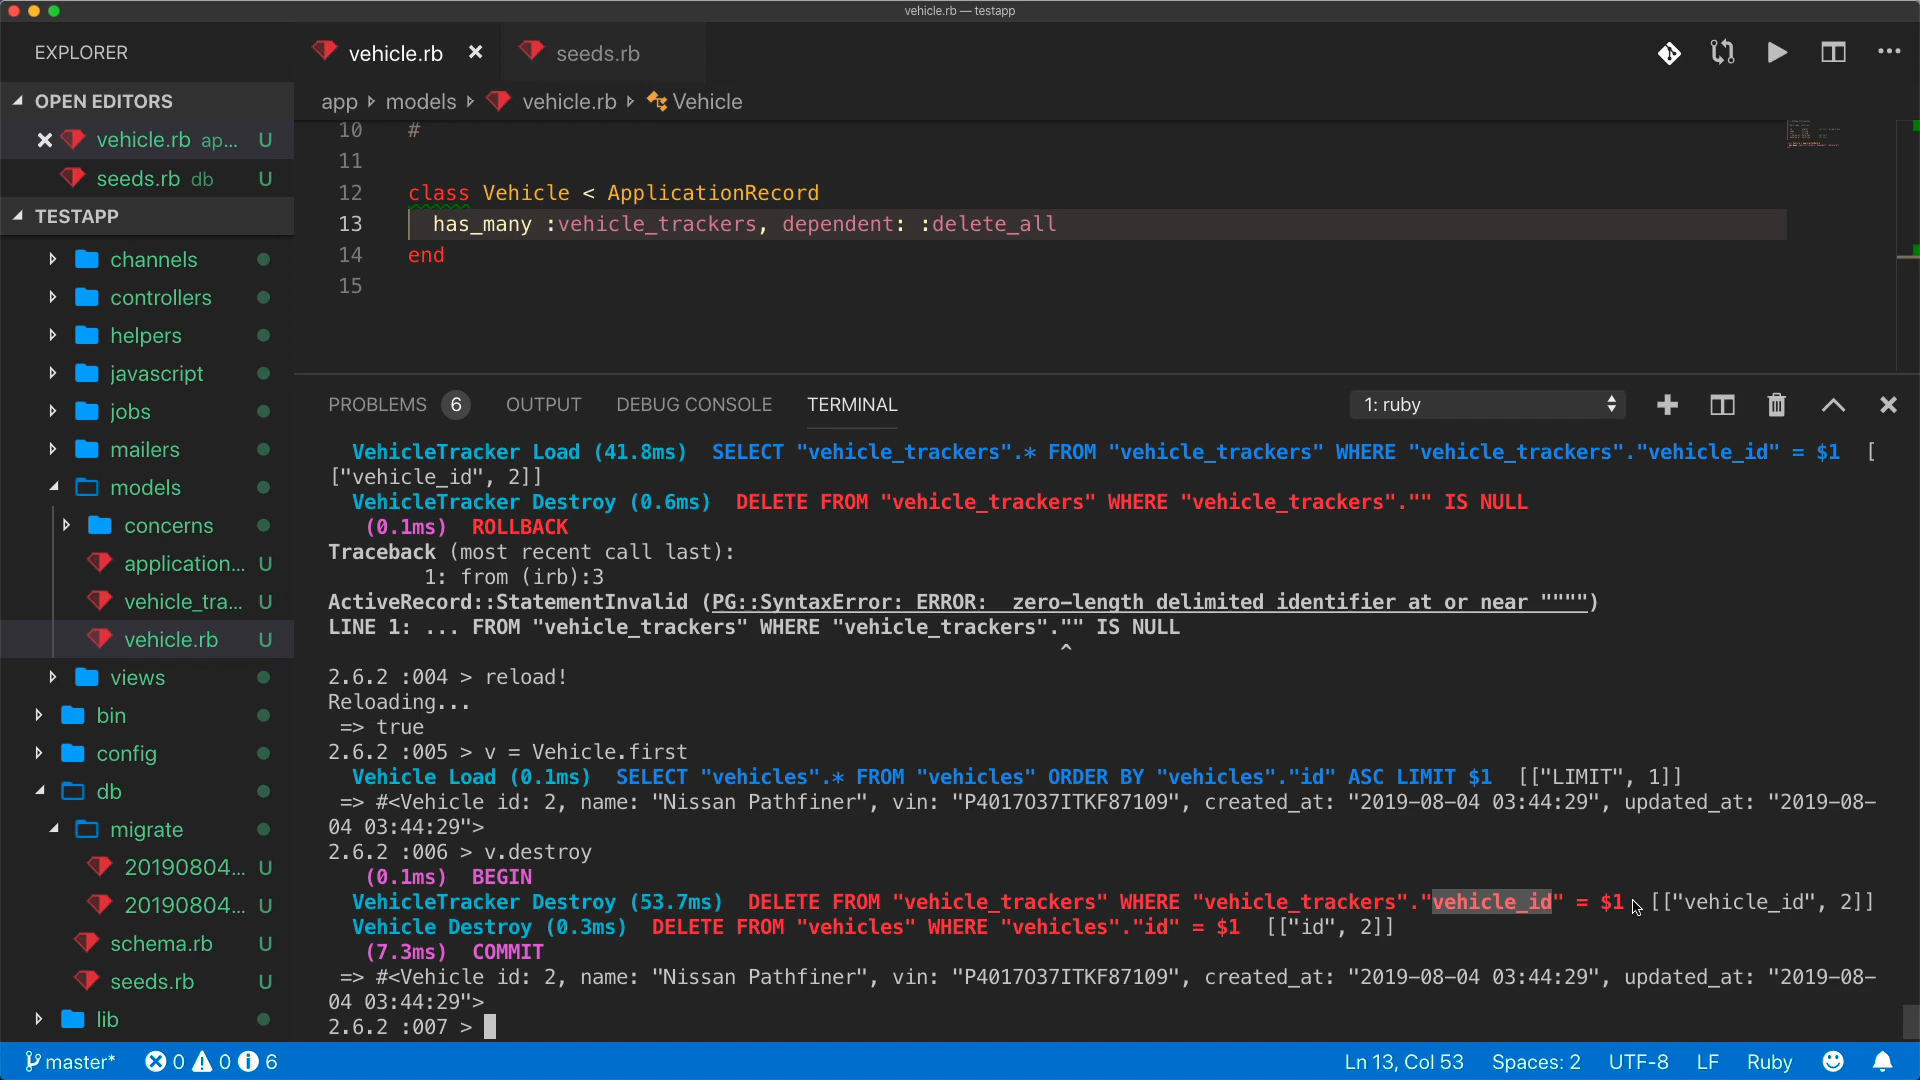 vehicle.rb — testapp
EXPLORER
vehicle.rb
seeds.rb
OPEN EDITORS
app
models
vehicle.rb
Vehicle
vehicle.rb ap... U
seeds.rb db U
TESTAPP
channels
controllers
helpers
javascript
jobs
mailers
models
concerns
application... U
vehicle_tra... U
vehicle.rb U
views
bin
config
db
migrate
20190804... U
20190804... U
schema.rb U
seeds.rb U
lib
10 #
11
12 class Vehicle < ApplicationRecord
13 has_many :vehicle_trackers, dependent: :delete_all
14 end
15
PROBLEMS 6 OUTPUT DEBUG CONSOLE TERMINAL 1: ruby
VehicleTracker Load (41.8ms) SELECT "vehicle_trackers".* FROM "vehicle_trackers" WHERE "vehicle_trackers"."vehicle_id" = $1 [
["vehicle_id", 2]]
VehicleTracker Destroy (0.6ms) DELETE FROM "vehicle_trackers" WHERE "vehicle_trackers"."" IS NULL
(0.1ms) ROLLBACK
Traceback (most recent call last):
1: from (irb):3
ActiveRecord::StatementInvalid (PG::SyntaxError: ERROR: zero-length delimited identifier at or near """")
LINE 1: ... FROM "vehicle_trackers" WHERE "vehicle_trackers"."" IS NULL
^
2.6.2 :004 > reload!
Reloading...
=> true
2.6.2 :005 > v = Vehicle.first
Vehicle Load (0.1ms) SELECT "vehicles".* FROM "vehicles" ORDER BY "vehicles"."id" ASC LIMIT $1 [["LIMIT", 1]]
=> #<Vehicle id: 2, name: "Nissan Pathfiner", vin: "P4017O37ITKF87109", created_at: "2019-08-04 03:44:29", updated_at: "2019-08-
04 03:44:29">
2.6.2 :006 > v.destroy
(0.1ms) BEGIN
VehicleTracker Destroy (53.7ms) DELETE FROM "vehicle_trackers" WHERE "vehicle_trackers"."vehicle_id" = $1 [["vehicle_id", 2]]
Vehicle Destroy (0.3ms) DELETE FROM "vehicles" WHERE "vehicles"."id" = $1 [["id", 2]]
(7.3ms) COMMIT
=> #<Vehicle id: 2, name: "Nissan Pathfiner", vin: "P4017O37ITKF87109", created_at: "2019-08-04 03:44:29", updated_at: "2019-08-
04 03:44:29">
2.6.2 :007 >
master* 0 0 6 Ln 13, Col 53 Spaces: 2 UTF-8 LF Ruby